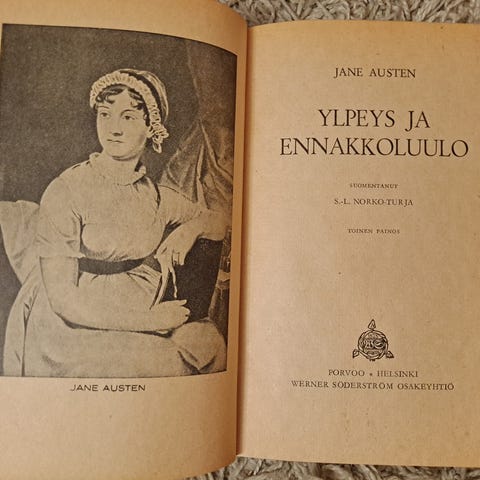 JANE AUSTEN
JANE AUSTEN
YLPEYS JA
ENNAKKOLUULO
SUOMENTANUT
S.-L. NORKO-TURJA
TOINEN PAINOS
PORVOO • HELSINKI
WERNER SÖDERSTRÖM OSAKEYHTIÖ